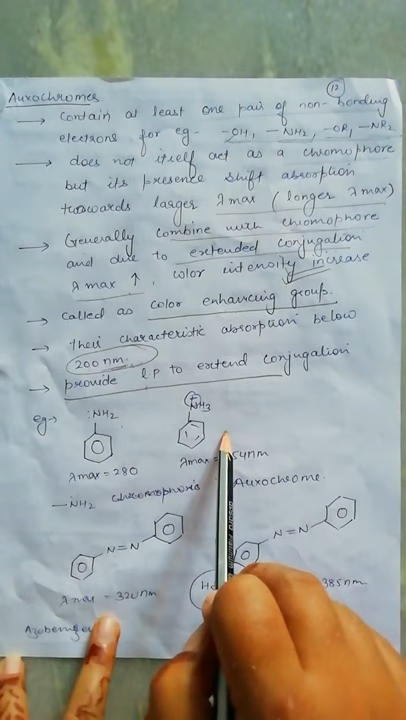 12
Auxochromes
→ Contain at least one pair of non-bonding
electrons for eg- -OH, -NH2, -OR, -NR2
→ does not itself act as a chromophore
but its presence shift absorption
towards larger λmax (longer λmax)
→ Generally combine with chromophore
and due to extended conjugation
λmax ↑, color intensity increase
→ called as color enhancing group.
→ their characteristic absorption below
200 nm.
→ provide l.p to extend conjugation
eg→ :NH2 +NH3
λmax = 280 λmax = 54nm
-NH2 Auxochrome.
N=N N=N
λmax = 320nm 385nm